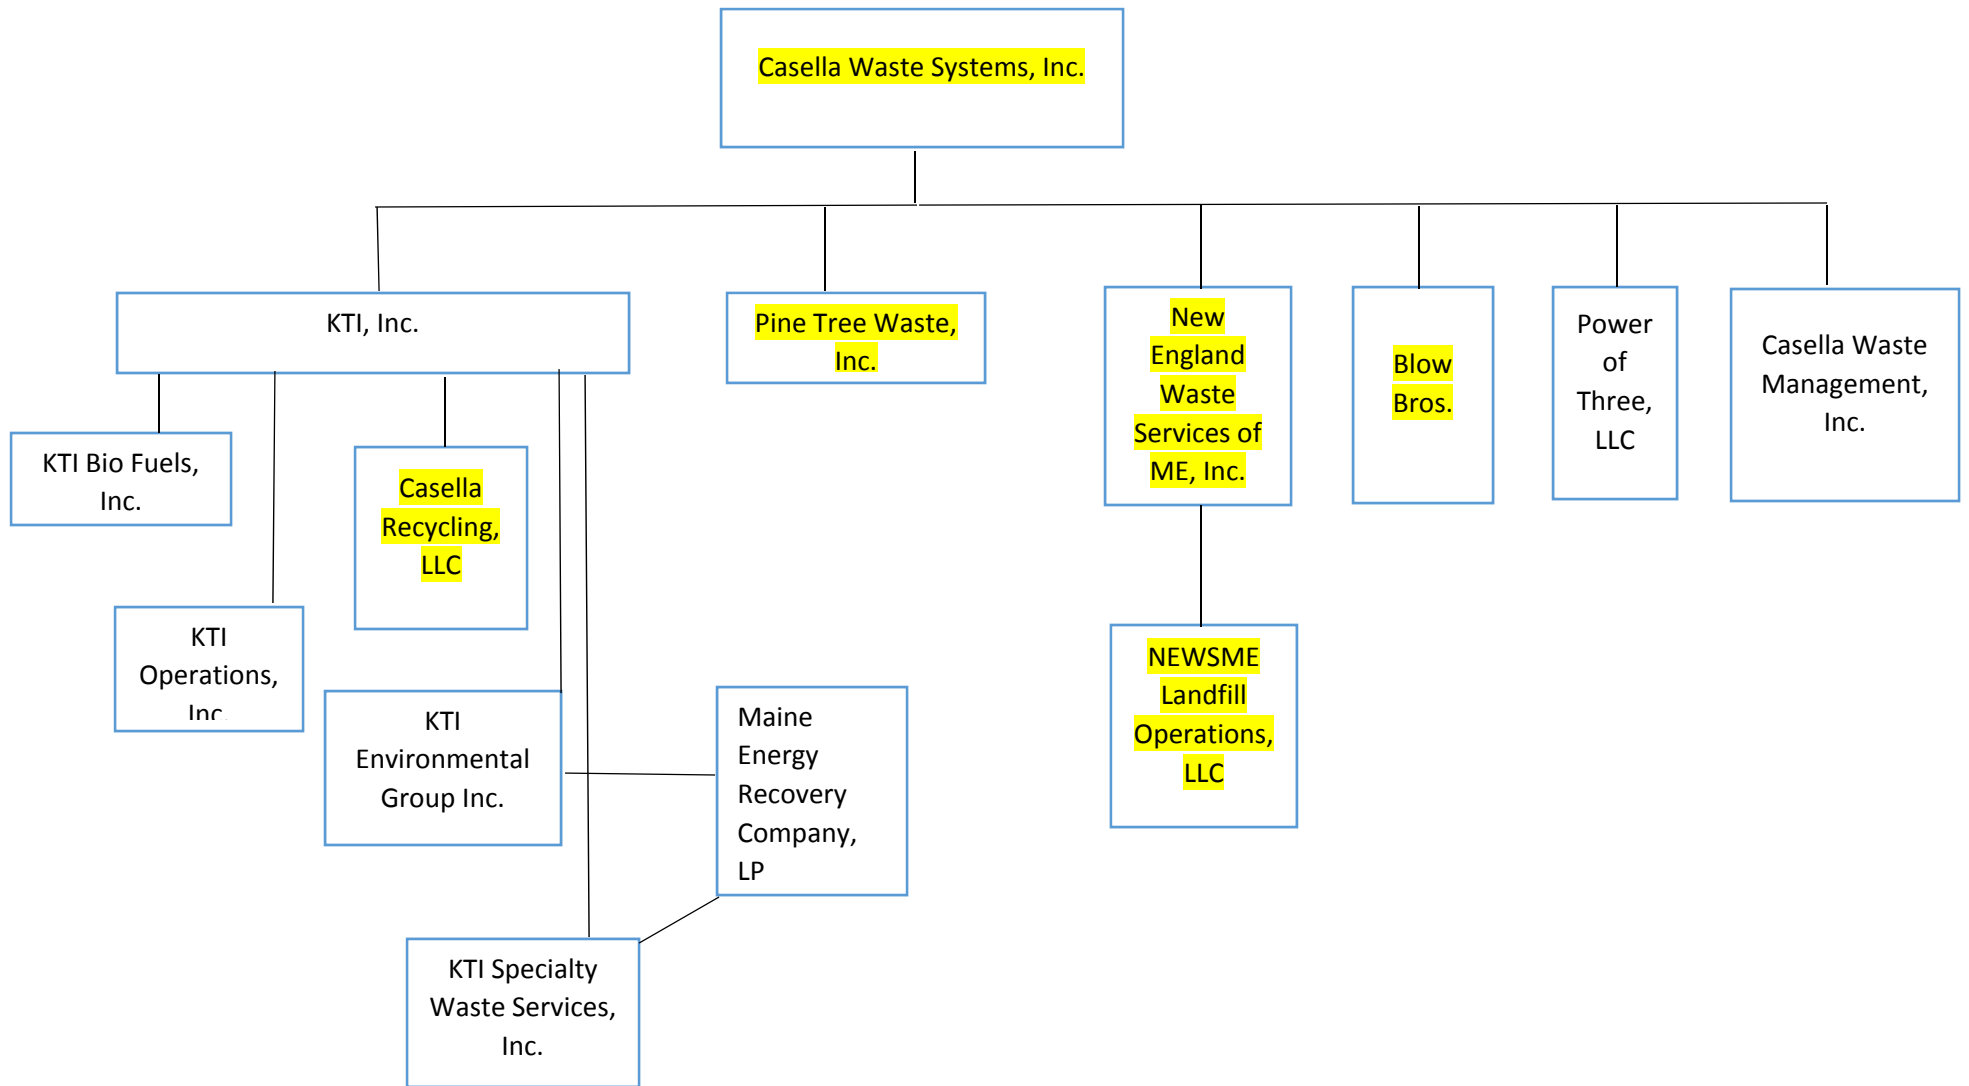 Casella Waste Systems, Inc.
KTI, Inc.
Pine Tree Waste,
Inc.
New
England
Waste
Services of
ME, Inc.
Blow
Bros.
Power
of
Three,
LLC
Casella Waste
Management,
Inc.
KTI Bio Fuels,
Inc.
Casella
Recycling,
LLC
KTI
Operations,
Inc.
NEWSME
Landfill
Operations,
LLC
KTI
Environmental
Group Inc.
Maine
Energy
Recovery
Company,
LP
KTI Specialty
Waste Services,
Inc.